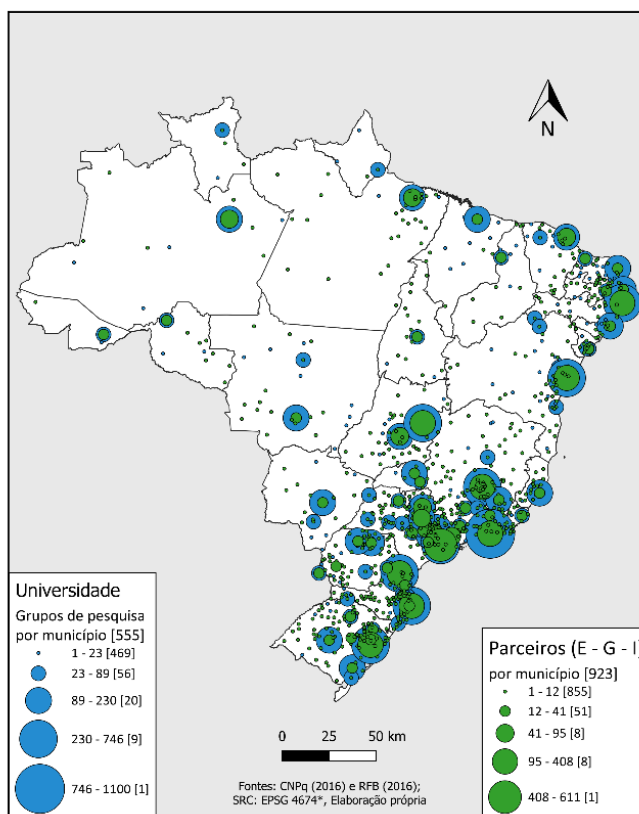 N
Universidade
Grupos de pesquisa
por município [555]
1 - 23 [469]
23 - 89 [56]
89 - 230 [20]
230 - 746 [9]
746 - 1100 [1]
0 25 50 km
Fontes: CNPq (2016) e RFB (2016);
SRC: EPSG 4674*, Elaboração própria
Parceiros (E - G - I)
por município [923]
1 - 12 [855]
12 - 41 [51]
41 - 95 [8]
95 - 408 [8]
408 - 611 [1]